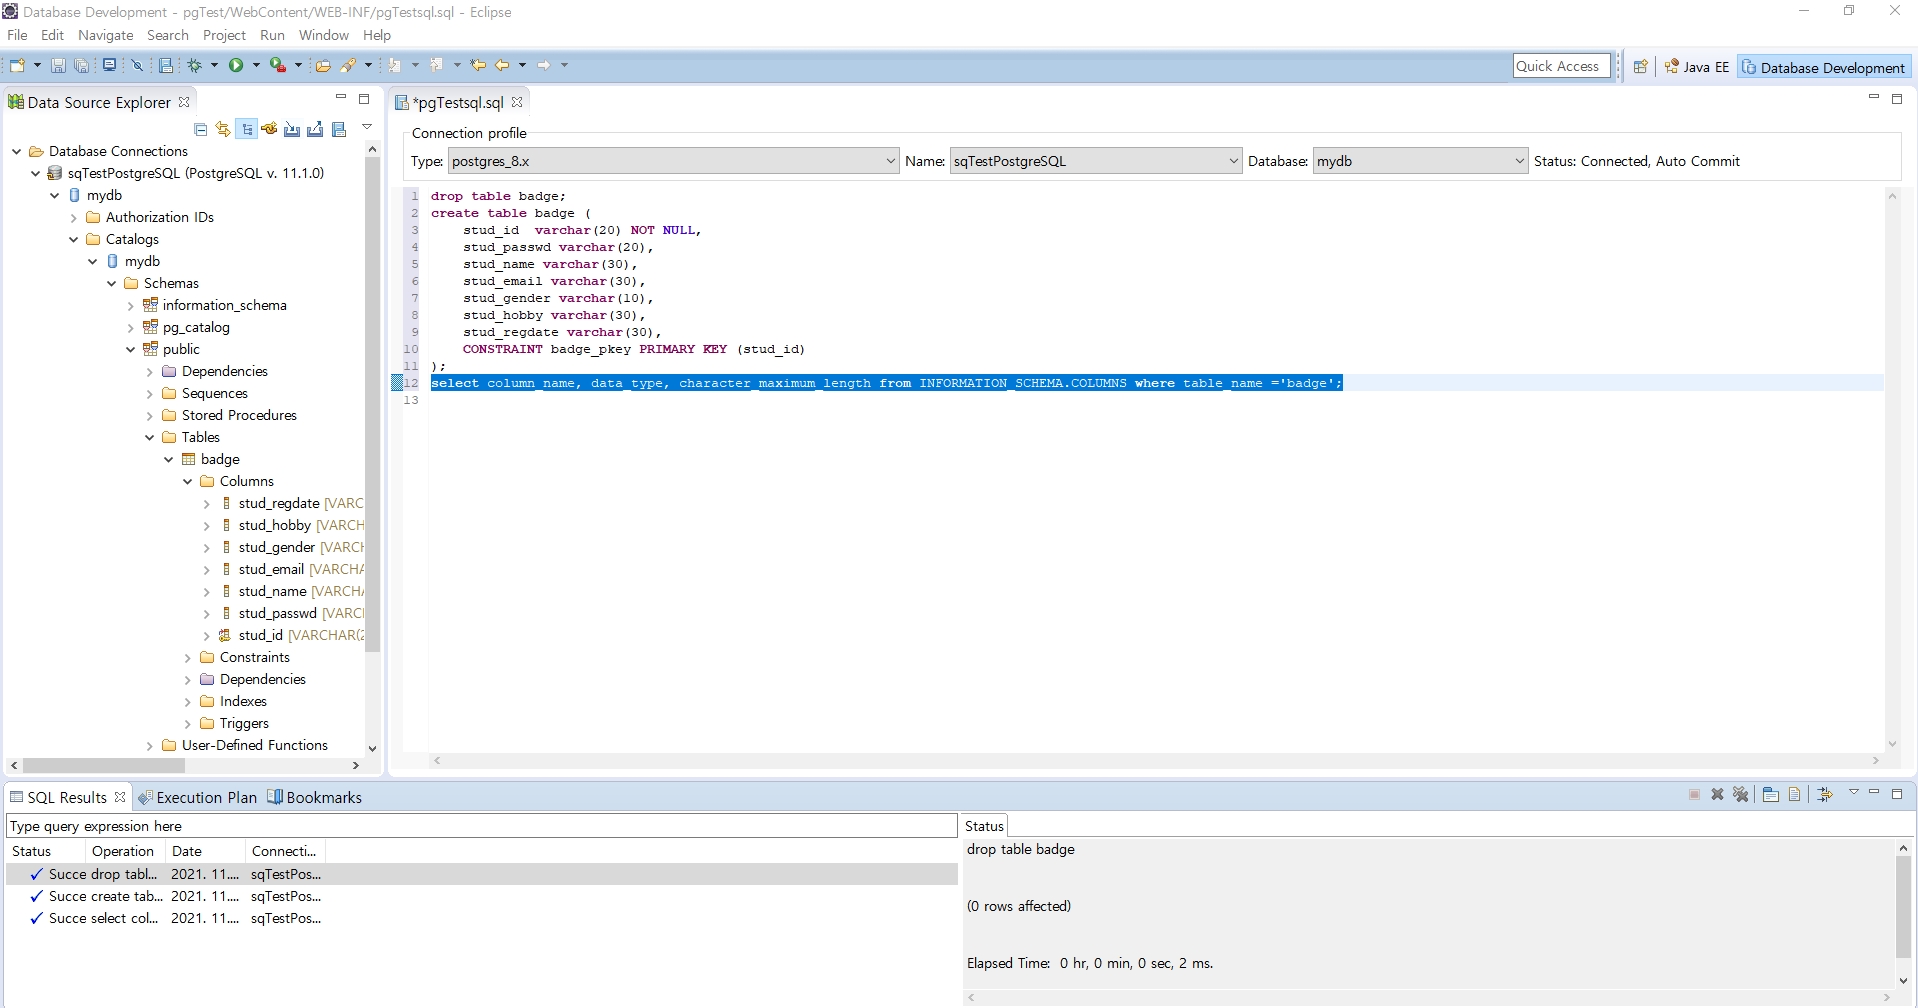 Database Development - pgTest/WebContent/WEB-INF/pgTestsql.sql - Eclipse
File Edit Navigate Search Project Run Window Help
Quick Access Java EE Database Development
Data Source Explorer
Database Connections
sqTestPostgreSQL (PostgreSQL v. 11.1.0)
mydb
Authorization IDs
Catalogs
mydb
Schemas
information_schema
pg_catalog
public
Dependencies
Sequences
Stored Procedures
Tables
badge
Columns
stud_regdate [VARC
stud_hobby [VARCH
stud_gender [VARCH
stud_email [VARCHA
stud_name [VARCHA
stud_passwd [VARC
stud_id [VARCHAR(2
Constraints
Dependencies
Indexes
Triggers
User-Defined Functions
*pgTestsql.sql
Connection profile
Type: postgres_8.x Name: sqTestPostgreSQL Database: mydb Status: Connected, Auto Commit
1 drop table badge;
2 create table badge (
3 stud_id varchar(20) NOT NULL,
4 stud_passwd varchar(20),
5 stud_name varchar(30),
6 stud_email varchar(30),
7 stud_gender varchar(10),
8 stud_hobby varchar(30),
9 stud_regdate varchar(30),
10 CONSTRAINT badge_pkey PRIMARY KEY (stud_id)
11 );
12 select column_name, data_type, character_maximum_length from INFORMATION_SCHEMA.COLUMNS where table_name ='badge';
13
SQL Results Execution Plan Bookmarks
Type query expression here
Status Operation Date Connecti...
Succe drop tabl... 2021. 11.... sqTestPos...
Succe create tab... 2021. 11.... sqTestPos...
Succe select col... 2021. 11.... sqTestPos...
Status
drop table badge
(0 rows affected)
Elapsed Time: 0 hr, 0 min, 0 sec, 2 ms.